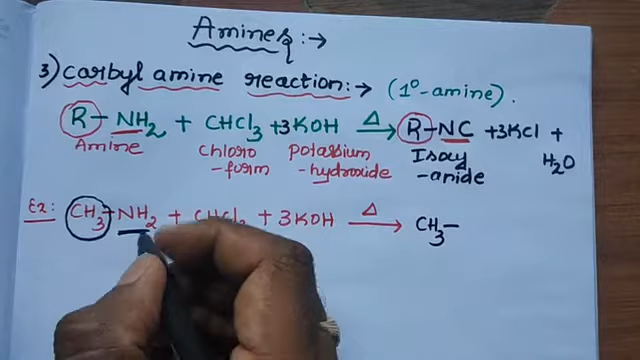 Amines :→
3) carbyl amine reaction :→ (1°-amine).
R-NH₂ + CHCl₃ + 3KOH △→ R-NC + 3KCl +
Amine Chloro Potassium Isocy H₂O
-form -hydroxide -anide
Ex: CH₃-NH₂ + CHCl₃ + 3KOH △→ CH₃-